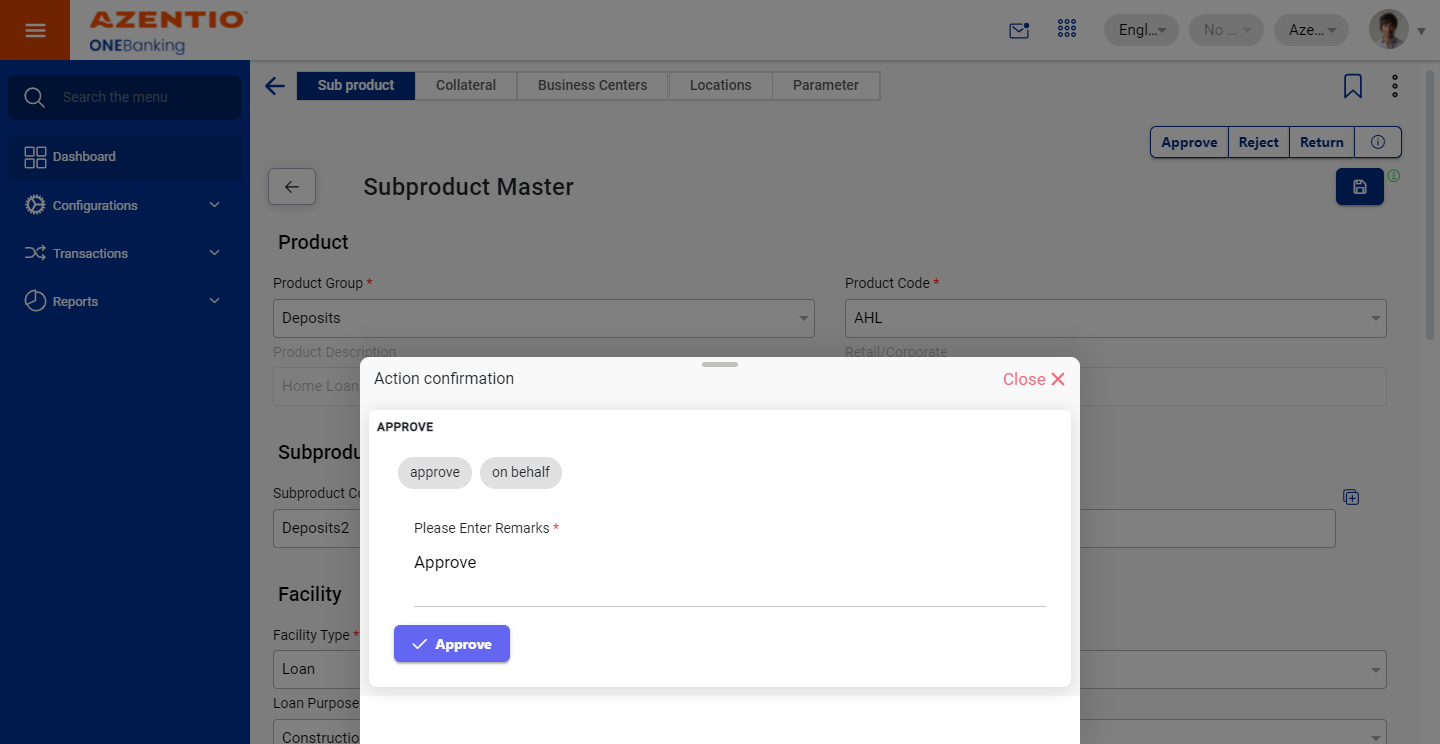 AZENTIO
ONEBanking
Engl...
No ...
Aze...
Search the menu
Dashboard
Configurations
Transactions
Reports
Sub product
Collateral
Business Centers
Locations
Parameter
Approve
Reject
Return
Subproduct Master
Product
Product Group *
Deposits
Product Code *
AHL
Product Description
Home Loan
Retail/Corporate
Subprodu
Subproduct Co
Deposits2
Facility
Facility Type *
Loan
Loan Purpose
Constructio
Action confirmation
Close
APPROVE
approve
on behalf
Please Enter Remarks *
Approve
Approve